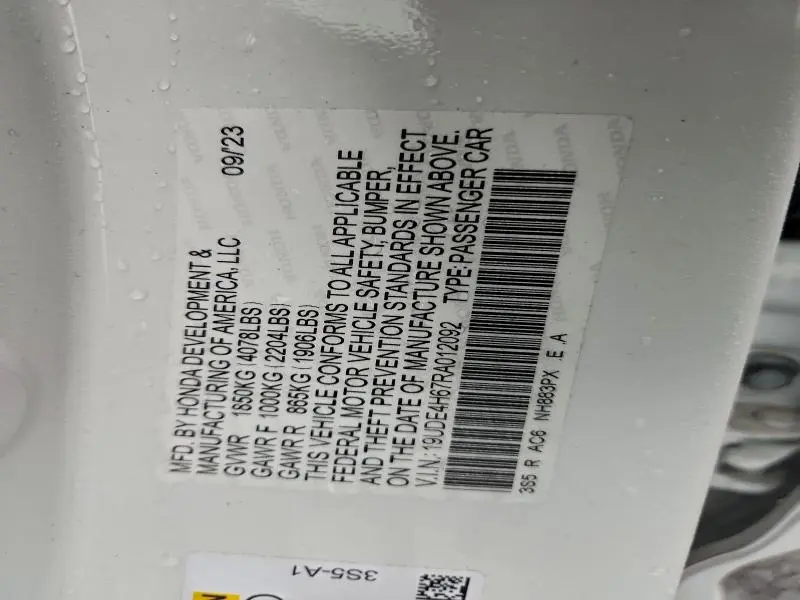 MFD. BY HONDA DEVELOPMENT &
MANUFACTURING OF AMERICA, LLC 09/'23
GVWR 1850KG (4078LBS)
GAWR F 1000KG (2204LBS)
GAWR R 865KG (1906LBS)
THIS VEHICLE CONFORMS TO ALL APPLICABLE
FEDERAL MOTOR VEHICLE SAFETY, BUMPER,
AND THEFT PREVENTION STANDARDS IN EFFECT
ON THE DATE OF MANUFACTURE SHOWN ABOVE.
V.I.N.: 19UDE4H67RA012092 TYPE:PASSENGER CAR
3S5 R AC6 NH883PX E A
3S5-A1